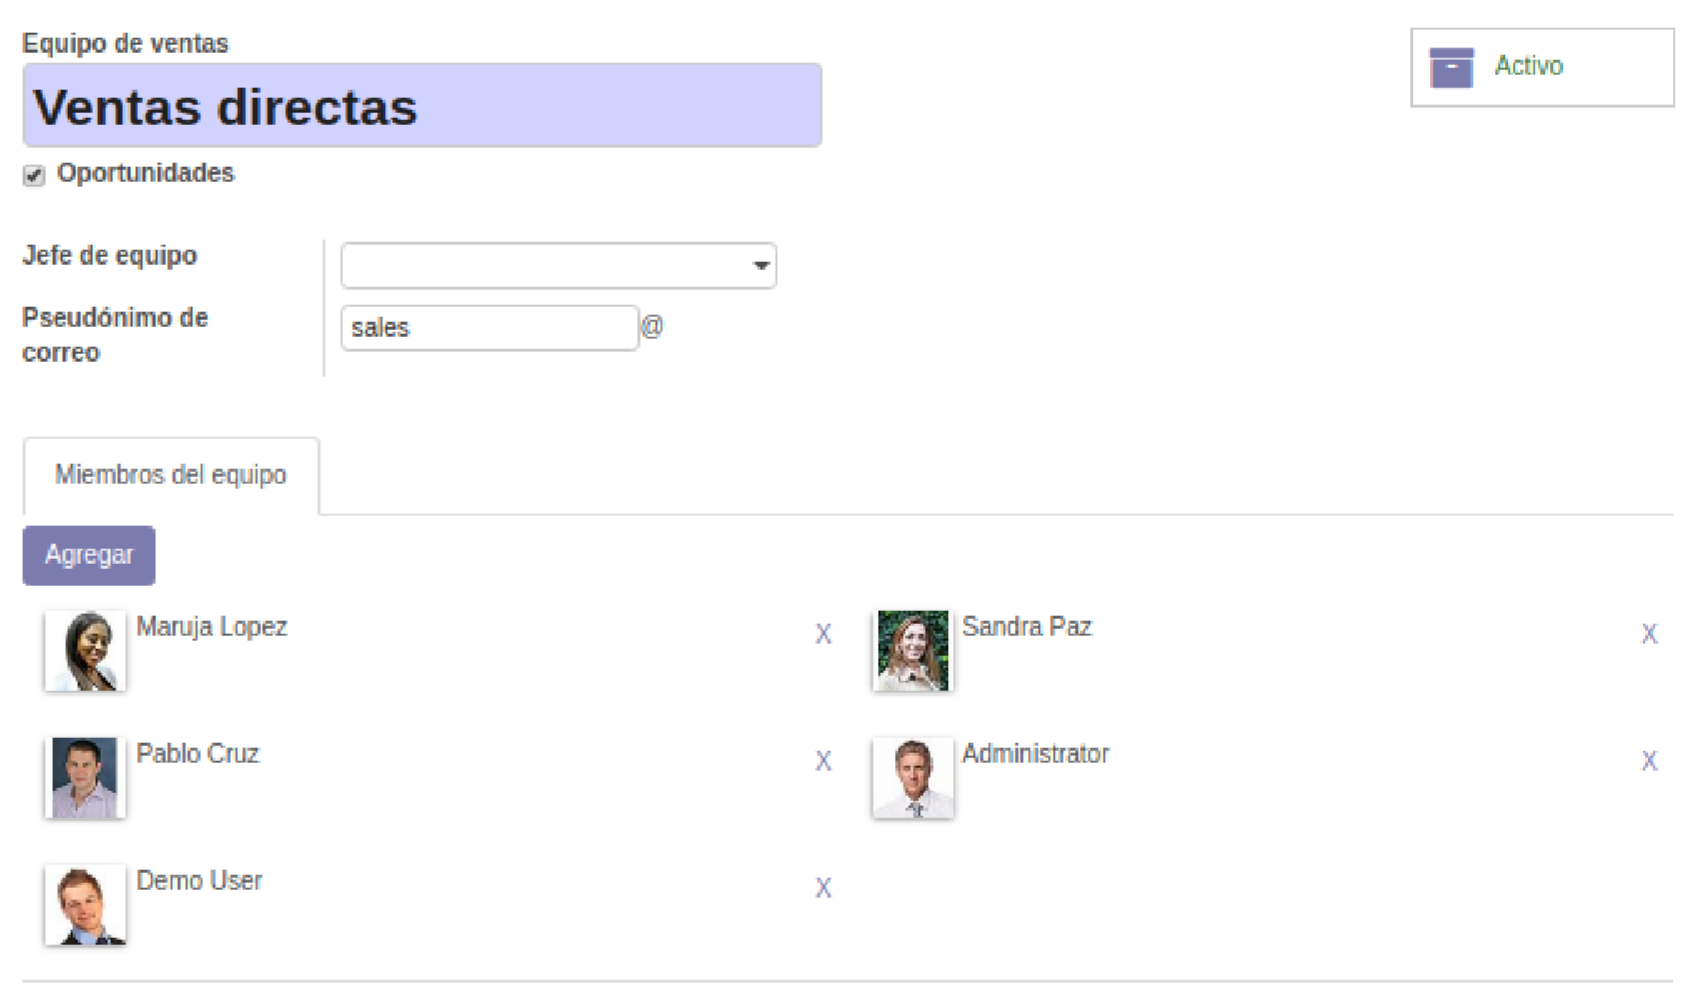 Equipo de ventas
Activo
Ventas directas
Oportunidades
Jefe de equipo
Pseudónimo de
correo
sales @
Miembros del equipo
Agregar
Maruja Lopez X
Sandra Paz X
Pablo Cruz X
Administrator X
Demo User X